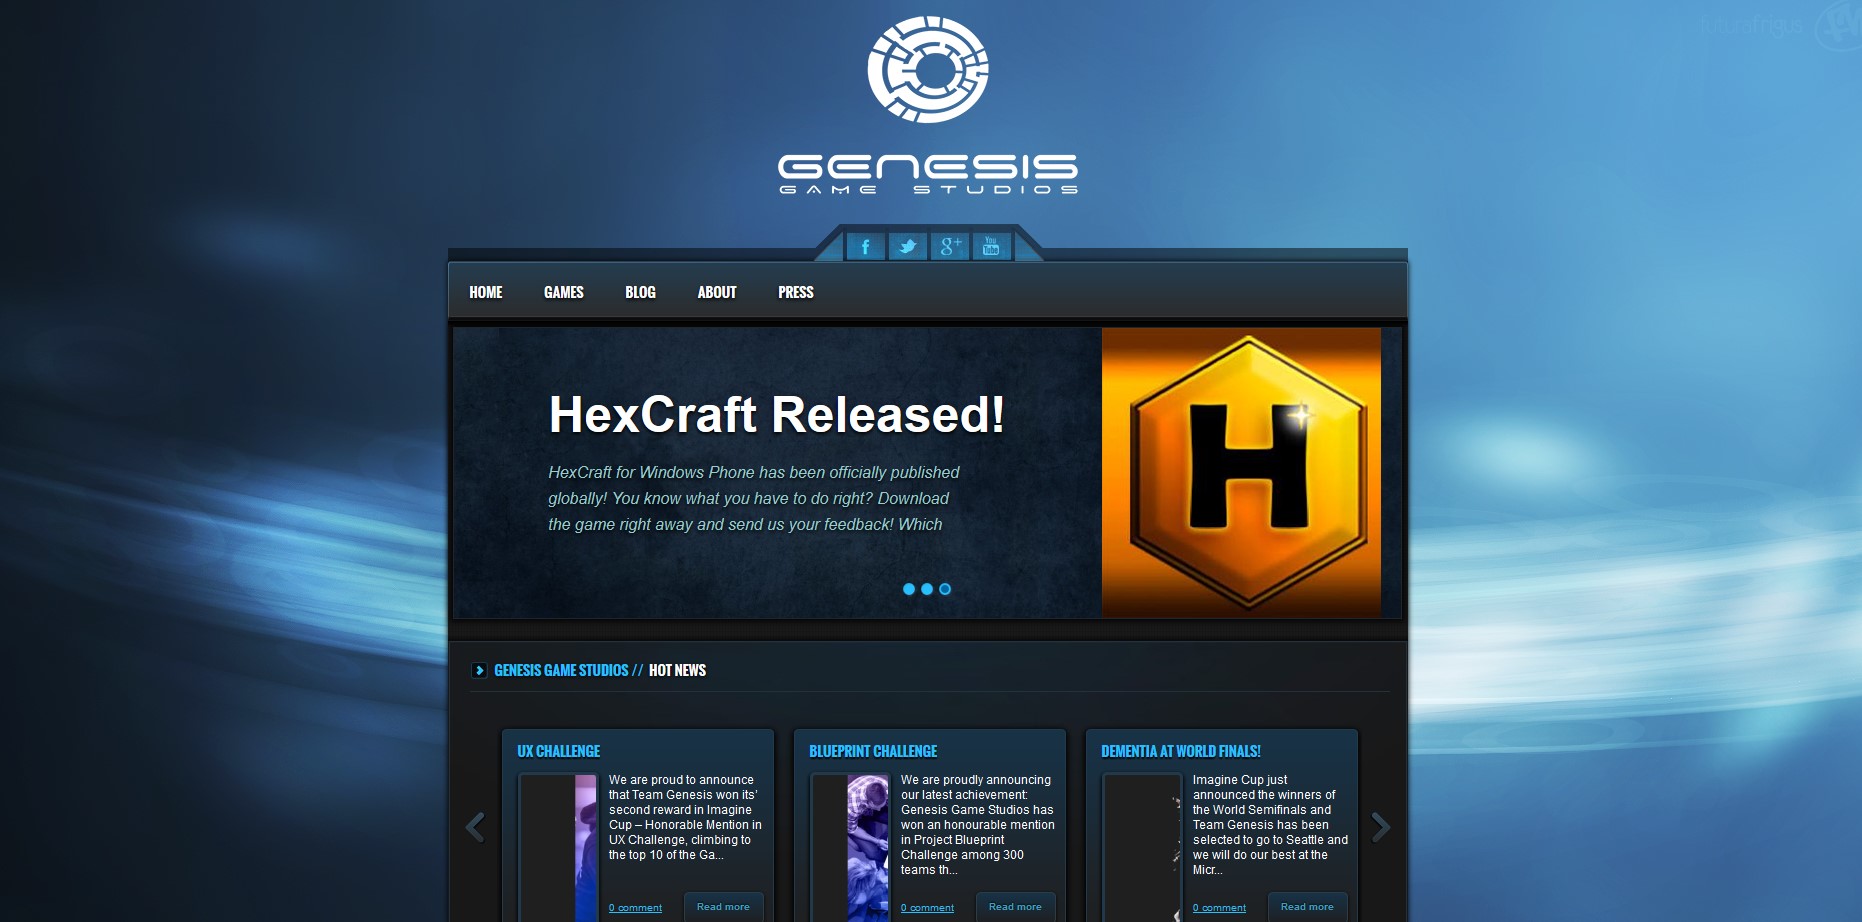 futurafrigus
GENESIS
GAME STUDIOS
f
g+
You
Tube
HOME GAMES BLOG ABOUT PRESS
HexCraft Released!
HexCraft for Windows Phone has been officially published
globally! You know what you have to do right? Download
the game right away and send us your feedback! Which
H
GENESIS GAME STUDIOS // HOT NEWS
UX CHALLENGE
We are proud to announce
that Team Genesis won its'
second reward in Imagine
Cup – Honorable Mention in
UX Challenge, climbing to
the top 10 of the Ga...
0 comment
Read more
BLUEPRINT CHALLENGE
We are proudly announcing
our latest achievement:
Genesis Game Studios has
won an honourable mention
in Project Blueprint
Challenge among 300
teams th...
0 comment
Read more
DEMENTIA AT WORLD FINALS!
Imagine Cup just
announced the winners of
the World Semifinals and
Team Genesis has been
selected to go to Seattle and
we will do our best at the
Micr...
0 comment
Read more